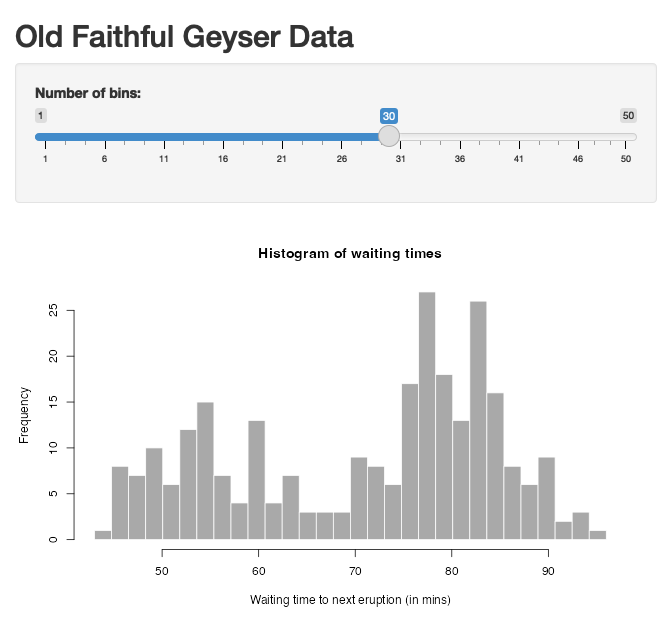 Old Faithful Geyser Data
Number of bins:
1 30 50
1 6 11 16 21 26 31 36 41 46 50
Histogram of waiting times
Frequency
25
20
15
10
5
0
50 60 70 80 90
Waiting time to next eruption (in mins)